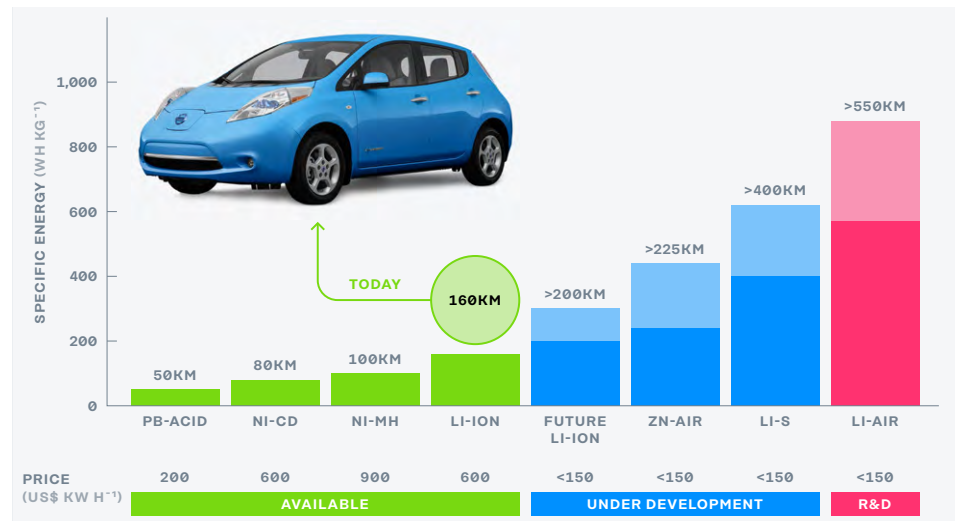 1,000
800
600
400
200
0
SPECIFIC ENERGY (WH KG⁻¹)
TODAY
50KM
80KM
100KM
160KM
>200KM
>225KM
>400KM
>550KM
PB-ACID NI-CD NI-MH LI-ION FUTURE LI-ION ZN-AIR LI-S LI-AIR
PRICE
(US$ KW H⁻¹)
200 600 900 600 <150 <150 <150 <150
AVAILABLE UNDER DEVELOPMENT R&D